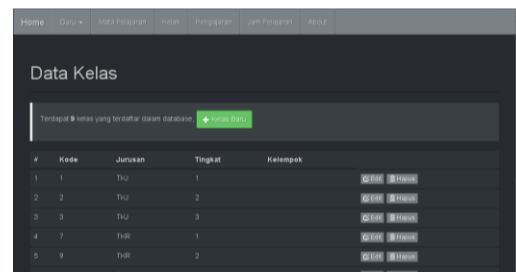 Home Guru Mata Pelajaran Kelas Pengajaran Jam Pelajaran About
Data Kelas
Terdapat 9 kelas yang terdaftar dalam database. + Kelas Baru
# Kode Jurusan Tingkat Kelompok
1 1 TKJ 1 Edit Hapus
2 2 TKJ 2 Edit Hapus
3 3 TKJ 3 Edit Hapus
4 7 TKR 1 Edit Hapus
5 9 TKR 2 Edit Hapus